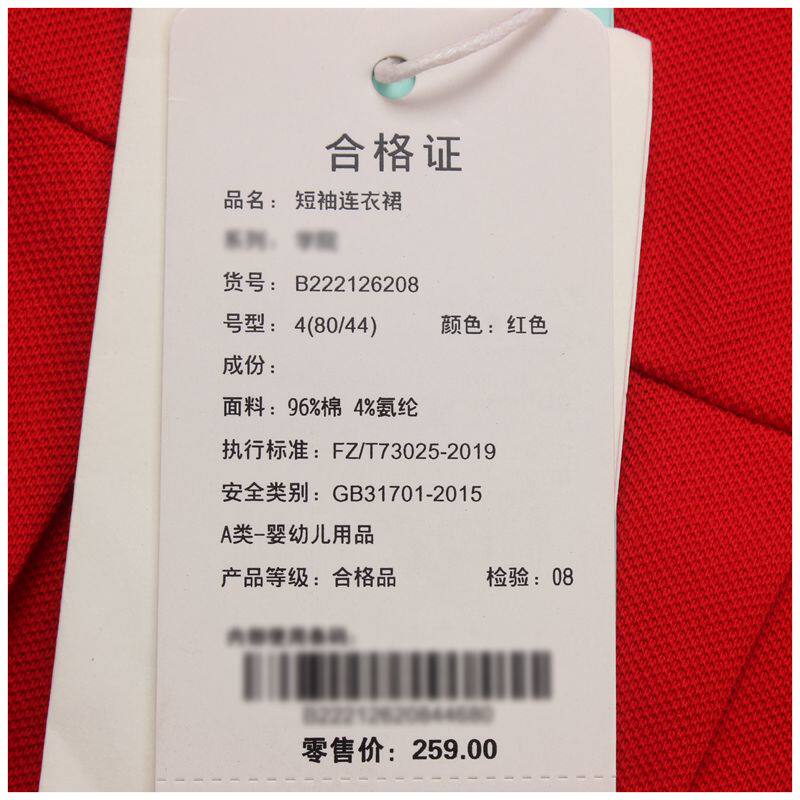 合格证
品名：短袖连衣裙
货号：B222126208
号型：4(80/44) 颜色：红色
成份：
面料：96%棉 4%氨纶
执行标准：FZ/T73025-2019
安全类别：GB31701-2015
A类-婴幼儿用品
产品等级：合格品 检验：08
零售价：259.00